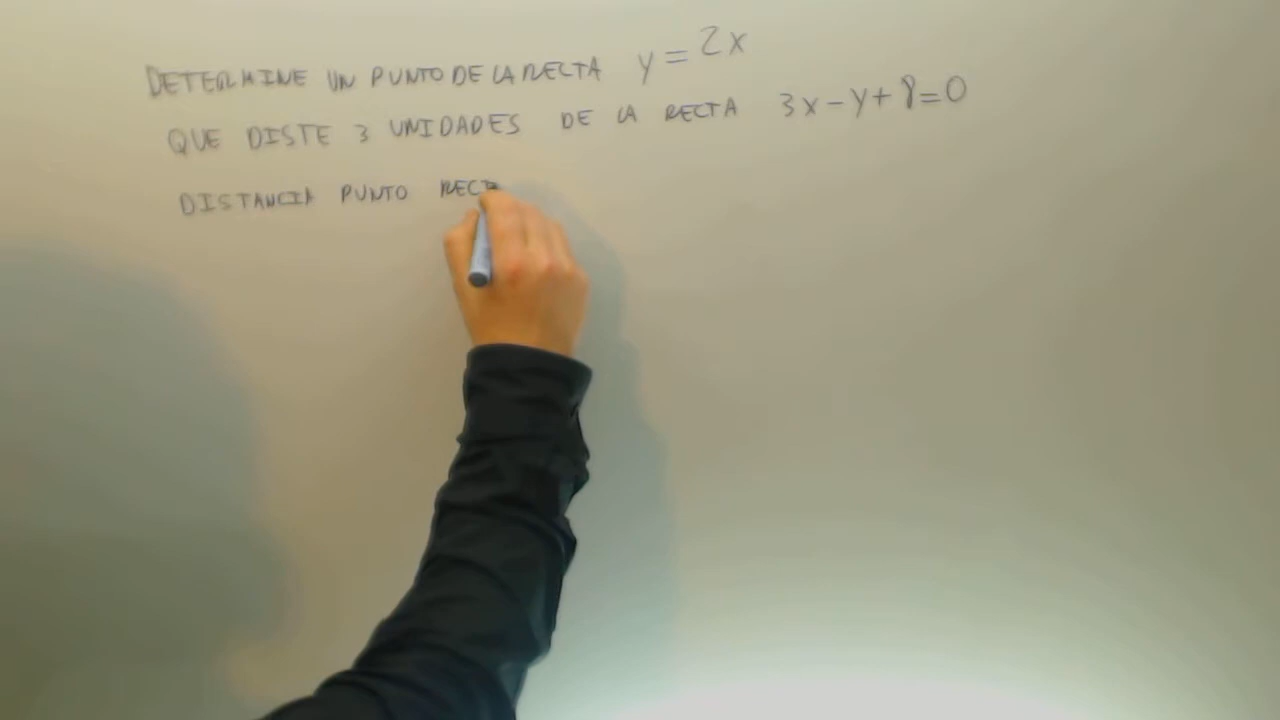 DETERMINE UN PUNTO DE LA RECTA y = 2x
QUE DISTE 3 UNIDADES DE LA RECTA 3x - y + 8 = 0
DISTANCIA PUNTO RECT